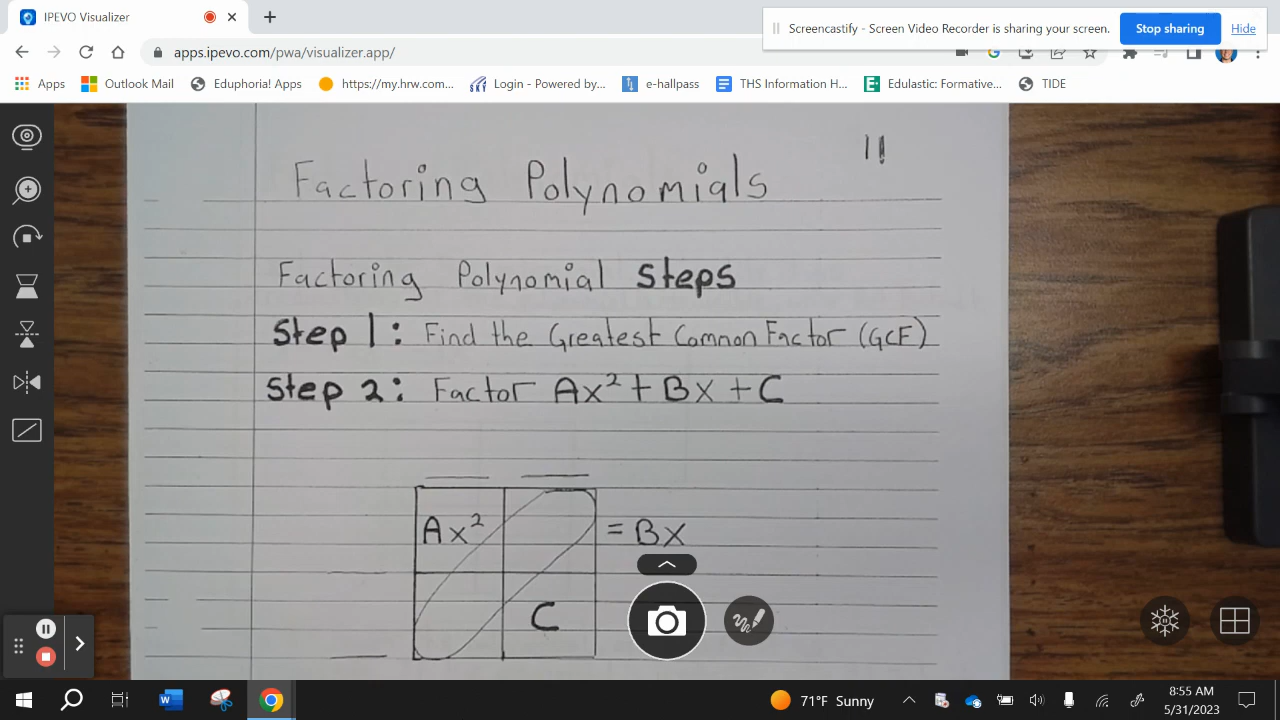 IPEVO Visualizer
Screencastify - Screen Video Recorder is sharing your screen.
Stop sharing
Hide
apps.ipevo.com/pwa/visualizer.app/
Apps
Outlook Mail
Eduphoria! Apps
https://my.hrw.com...
Login - Powered by...
e-hallpass
THS Information H...
Edulastic: Formative...
TIDE
11
Factoring Polynomials
Factoring Polynomial Steps
Step 1: Find the Greatest Common Factor (GCF)
Step 2: Factor Ax² + Bx + C
Ax² = Bx
C
71°F Sunny
8:55 AM
5/31/2023